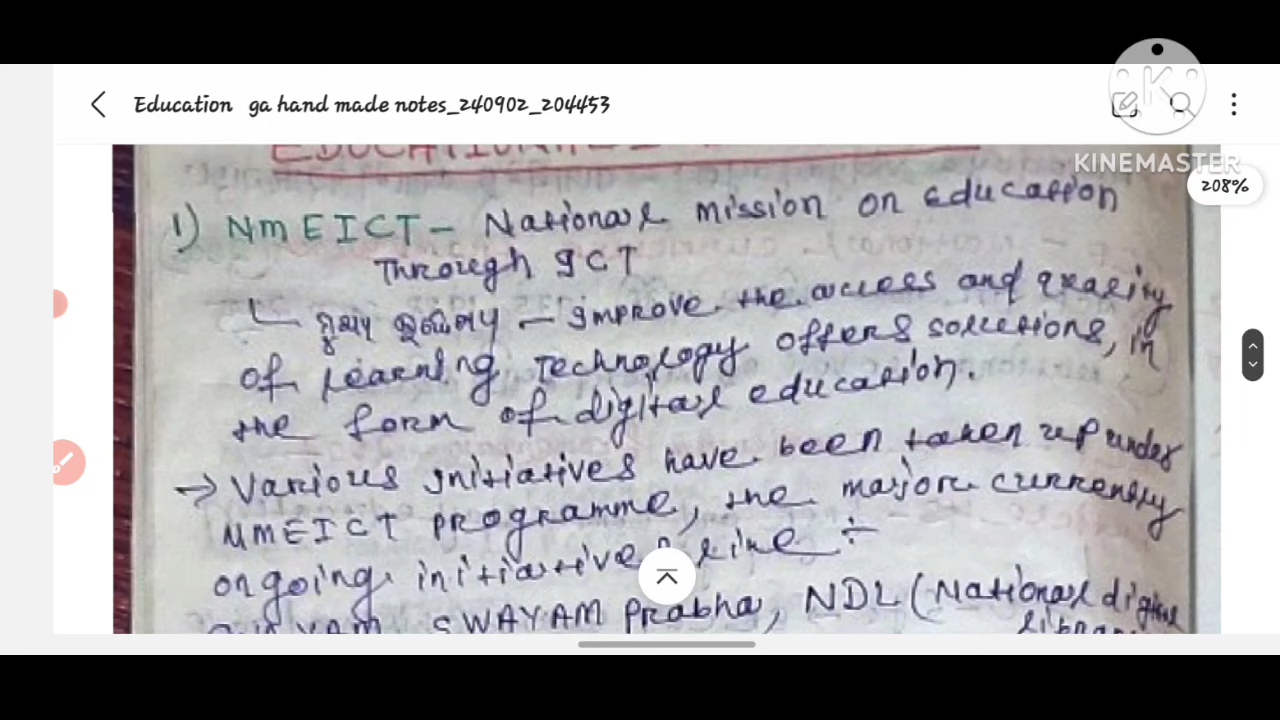 Education ga hand made notes_240902_204453
KINEMASTER
208%
1) NMEICT - National mission on Education
Through ICT
ମୁଖ୍ୟ - improve the access and quality
of learning Technology offers solutions, in
the form of digital education.
→ Various initiatives have been taken up under
NMEICT programme, the major currently
ongoing initiative like :-
SWAYAM Prabha, NDL (National digital